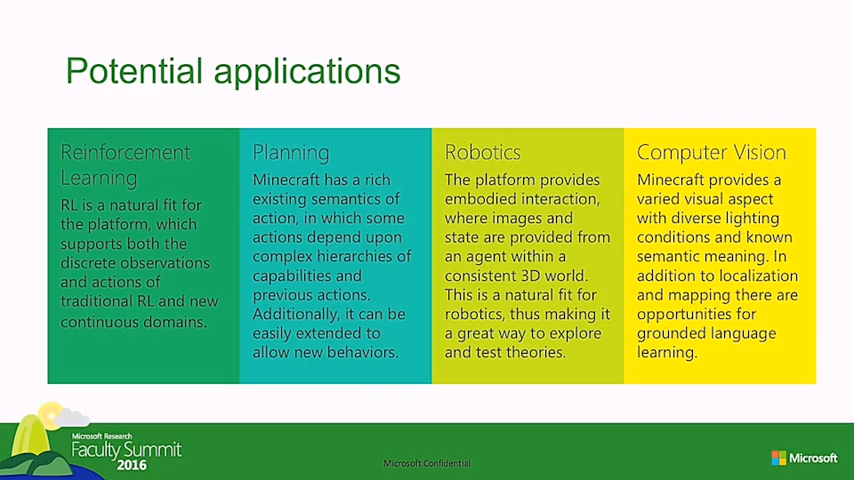 Potential applications
Reinforcement
Learning
RL is a natural fit for
the platform, which
supports both the
discrete observations
and actions of
traditional RL and new
continuous domains.
Planning
Minecraft has a rich
existing semantics of
action, in which some
actions depend upon
complex hierarchies of
capabilities and
previous actions.
Additionally, it can be
easily extended to
allow new behaviors.
Robotics
The platform provides
embodied interaction,
where images and
state are provided from
an agent within a
consistent 3D world.
This is a natural fit for
robotics, thus making it
a great way to explore
and test theories.
Computer Vision
Minecraft provides a
varied visual aspect
with diverse lighting
conditions and known
semantic meaning. In
addition to localization
and mapping there are
opportunities for
grounded language
learning.
Microsoft Research
Faculty Summit
2016
Microsoft Confidential
Microsoft